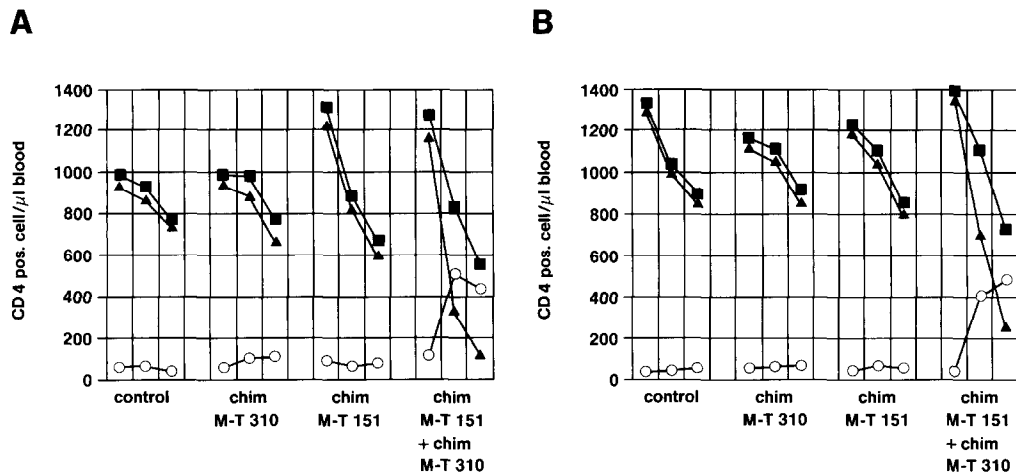 A
B
CD 4 pos. cell/μl blood
1400
1200
1000
800
600
400
200
0
control
chim
M-T 310
chim
M-T 151
chim
M-T 151
+ chim
M-T 310
CD 4 pos. cell/μl blood
1400
1200
1000
800
600
400
200
0
control
chim
M-T 310
chim
M-T 151
chim
M-T 151
+ chim
M-T 310